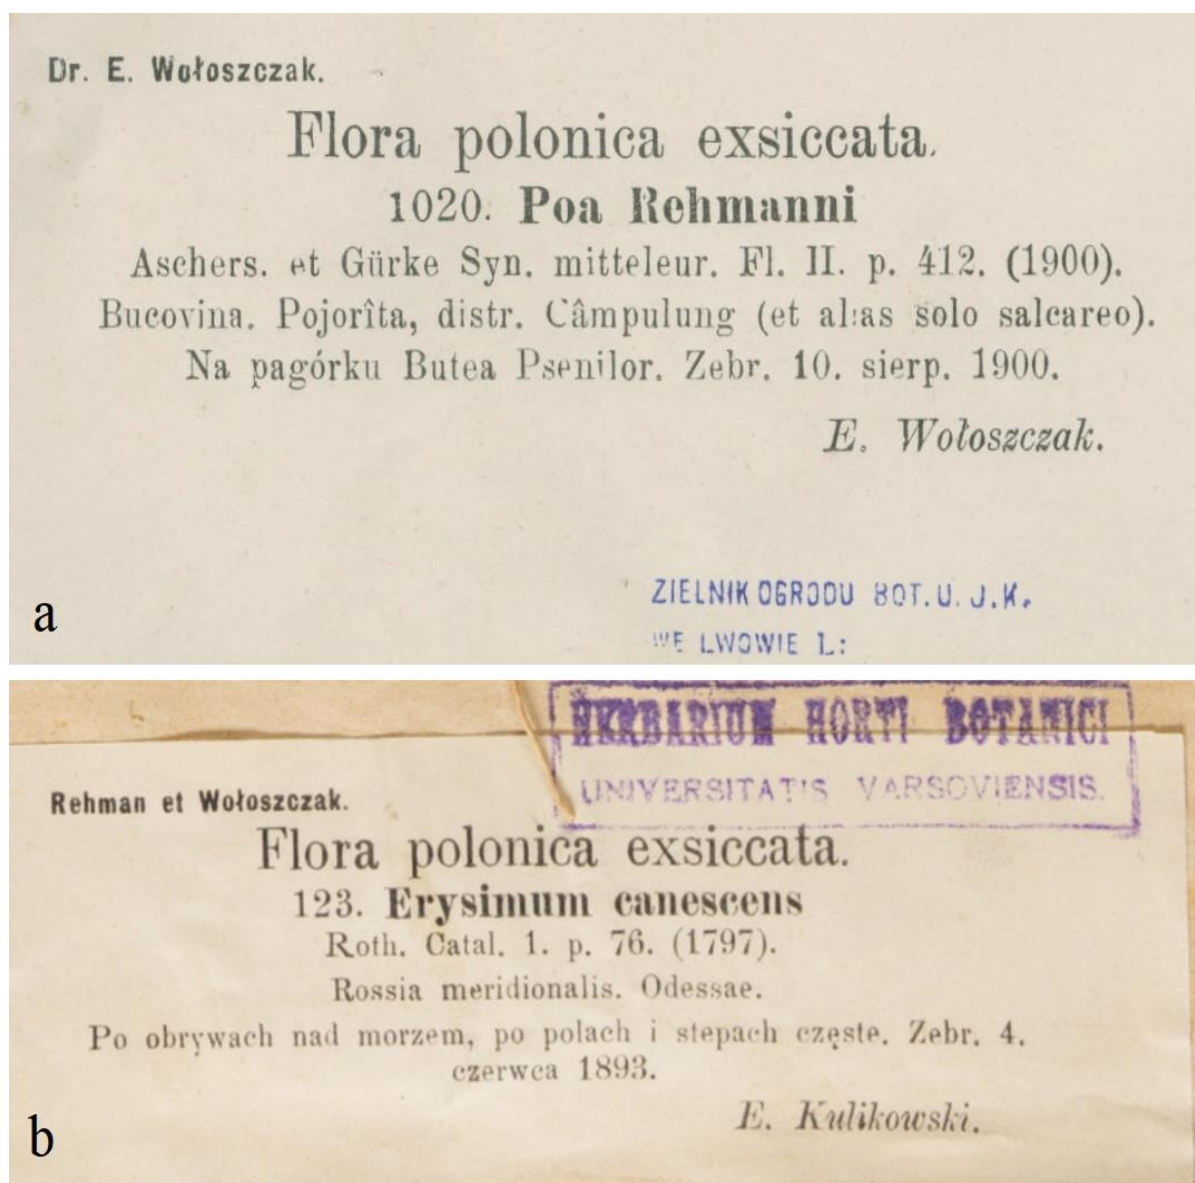 Dr. E. Wołoszczak.
Flora polonica exsiccata.
1020. Poa Rehmanni
Aschers. et Gürke Syn. mitteleur. Fl. II. p. 412. (1900).
Bucovina. Pojorîta, distr. Câmpulung (et alias solo salcareo).
Na pagórku Butea Psenilor. Zebr. 10. sierp. 1900.
E. Wołoszczak.
ZIELNIK OGRODU BOT. U. J. K.
WE LWOWIE L:
a
HERBARIUM HORTI BOTANICI
UNIVERSITATIS VARSOVIENSIS.
Rehman et Wołoszczak.
Flora polonica exsiccata.
123. Erysimum canescens
Roth. Catal. 1. p. 76. (1797).
Rossia meridionalis. Odessae.
Po obrywach nad morzem, po polach i stepach częste. Zebr. 4.
czerwca 1893.
E. Kulikowski.
b